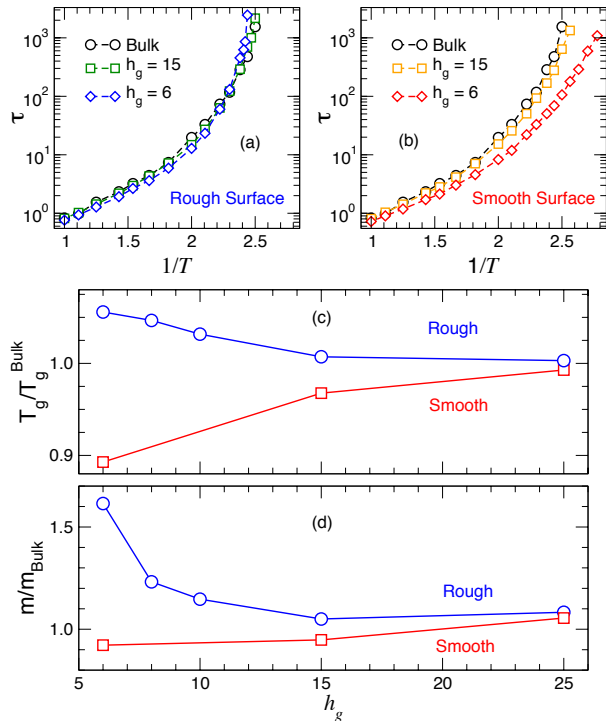 10³
10²
10¹
10⁰
τ
Bulk
h_g = 15
h_g = 6
(a)
Rough Surface
1 1.5 2 2.5
1/T
10³
10²
10¹
10⁰
τ
Bulk
h_g = 15
h_g = 6
(b)
Smooth Surface
1 1.5 2 2.5
1/T
T_g/T_g^Bulk
1.0
0.9
(c)
Rough
Smooth
m/m_Bulk
1.5
1.0
(d)
Rough
Smooth
5 10 15 20 25
h_g